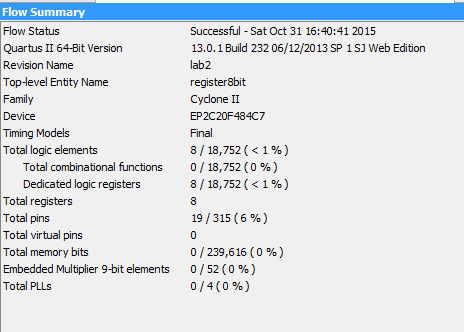 Flow Summary
Flow Status Successful - Sat Oct 31 16:40:41 2015
Quartus II 64-Bit Version 13.0.1 Build 232 06/12/2013 SP 1 SJ Web Edition
Revision Name lab2
Top-level Entity Name register8bit
Family Cyclone II
Device EP2C20F484C7
Timing Models Final
Total logic elements 8 / 18,752 ( < 1 % )
Total combinational functions 0 / 18,752 ( 0 % )
Dedicated logic registers 8 / 18,752 ( < 1 % )
Total registers 8
Total pins 19 / 315 ( 6 % )
Total virtual pins 0
Total memory bits 0 / 239,616 ( 0 % )
Embedded Multiplier 9-bit elements 0 / 52 ( 0 % )
Total PLLs 0 / 4 ( 0 % )